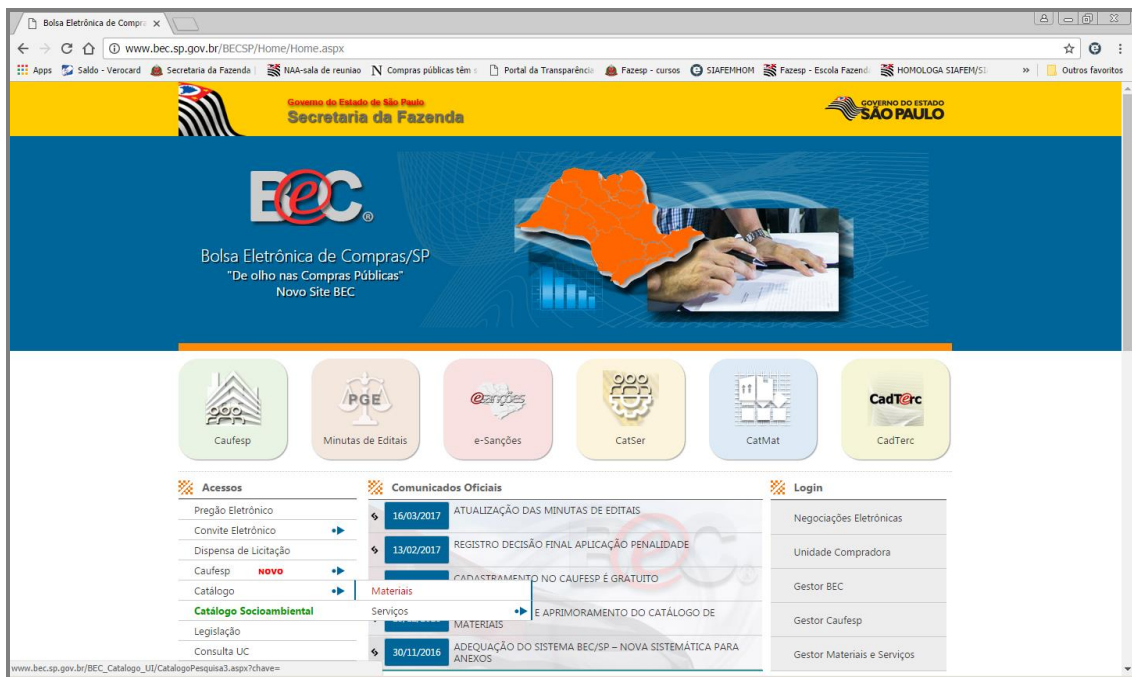 Bolsa Eletrônica de Compra
www.bec.sp.gov.br/BECSP/Home/Home.aspx
Apps Saldo - Verocard Secretaria da Fazenda NAA-sala de reuniao Compras públicas têm Portal da Transparência Fazesp - cursos SIAFEMHOM Fazesp - Escola Fazend HOMOLOGA SIAFEM/SI » Outros favoritos
Governo do Estado de São Paulo
Secretaria da Fazenda
GOVERNO DO ESTADO
SÃO PAULO
BeC®
Bolsa Eletrônica de Compras/SP
"De olho nas Compras Públicas"
Novo Site BEC
PGE
e-sanções
CadTerc
Caufesp
Minutas de Editais
e-Sanções
CatSer
CatMat
CadTerc
Acessos
Pregão Eletrônico
Convite Eletrônico
Dispensa de Licitação
Caufesp NOVO
Catálogo
Catálogo Socioambiental
Legislação
Consulta UC
Materiais
Serviços
Comunicados Oficiais
16/03/2017 ATUALIZAÇÃO DAS MINUTAS DE EDITAIS
13/02/2017 REGISTRO DECISÃO FINAL APLICAÇÃO PENALIDADE
CADASTRAMENTO NO CAUFESP É GRATUITO
E APRIMORAMENTO DO CATÁLOGO DE
MATERIAIS
30/11/2016 ADEQUAÇÃO DO SISTEMA BEC/SP – NOVA SISTEMÁTICA PARA
ANEXOS
Login
Negociações Eletrônicas
Unidade Compradora
Gestor BEC
Gestor Caufesp
Gestor Materiais e Serviços
www.bec.sp.gov.br/BEC_Catalogo_UI/CatalogoPesquisa3.aspx?chave=